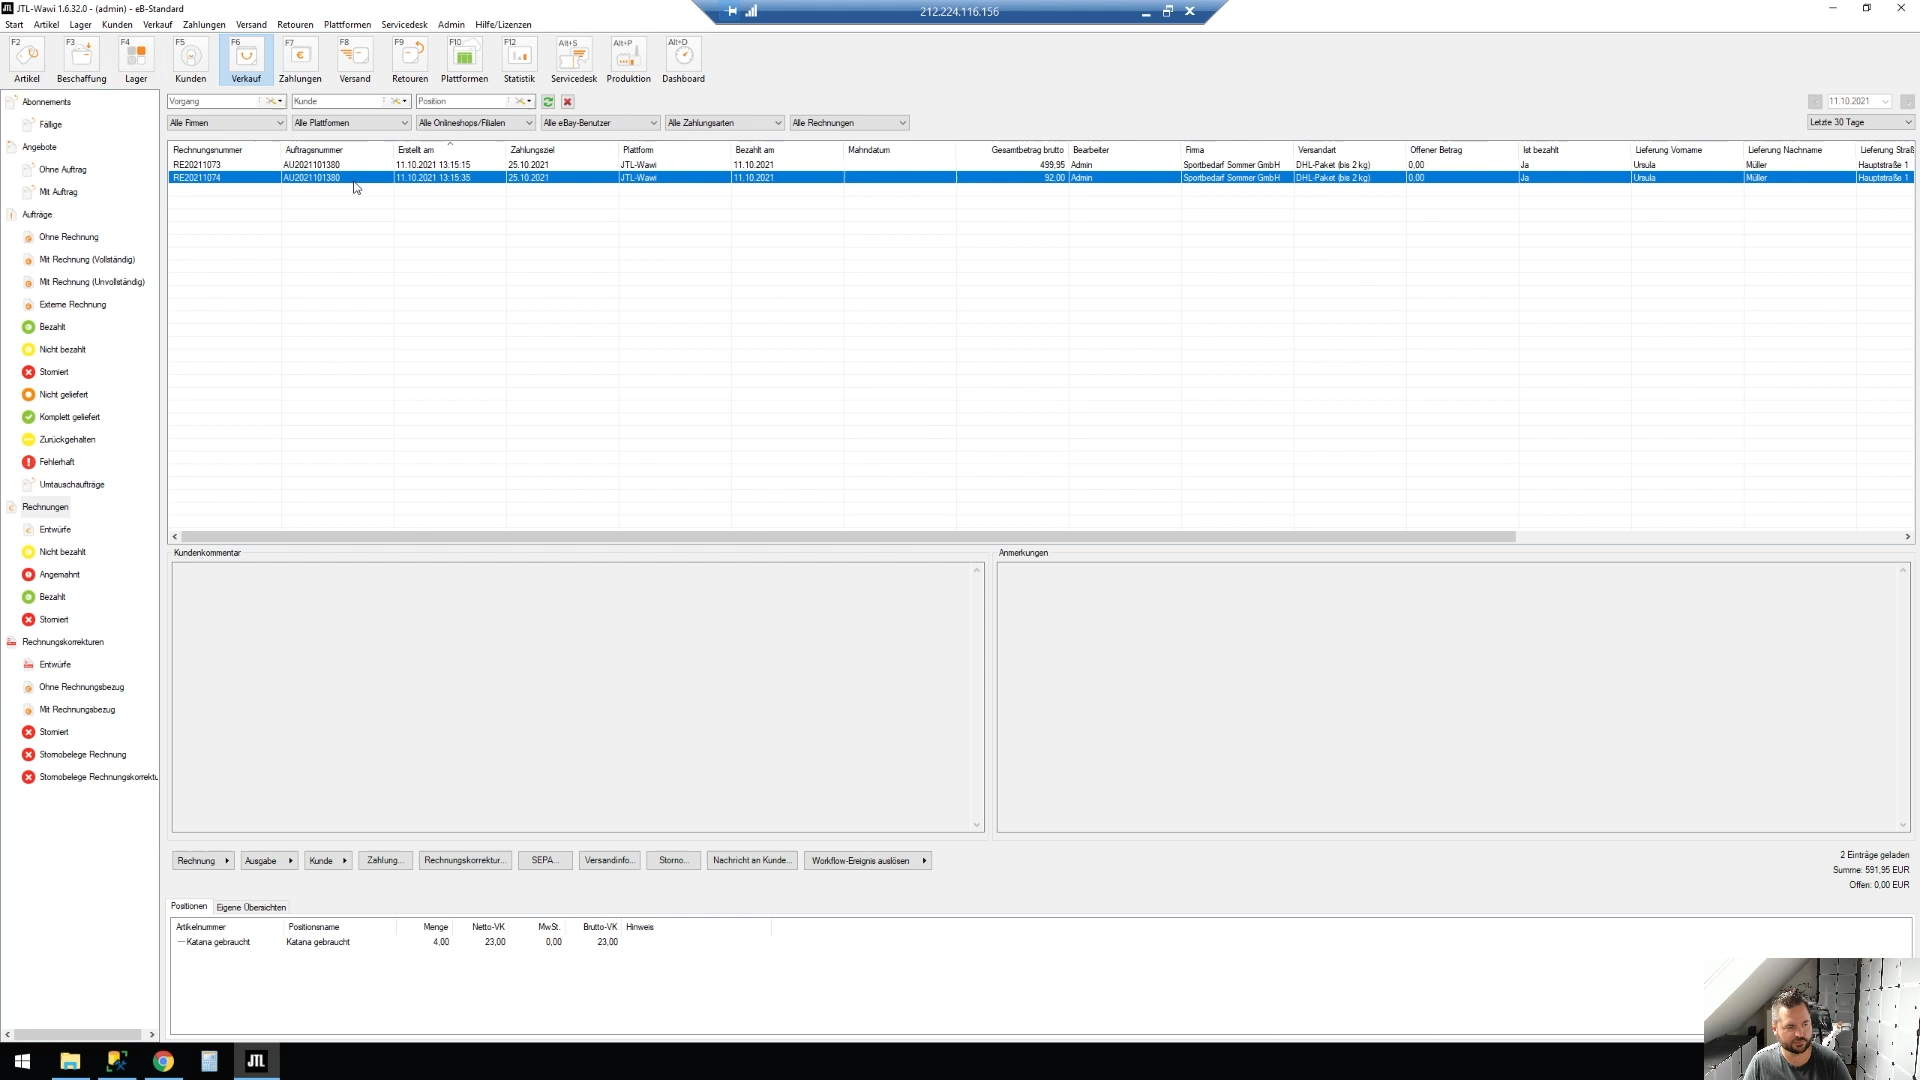 JTL-Wawi 1.6.32.0 - (admin) - eB-Standard
212.224.116.156
Start Artikel Lager Kunden Verkauf Zahlungen Versand Retouren Plattformen Servicedesk Admin Hilfe/Lizenzen
F2 F3 F4 F5 F6 F7 F8 F9 F10 F12 Alt+S Alt+P Alt+D
Artikel Beschaffung Lager Kunden Verkauf Zahlungen Versand Retouren Plattformen Statistik Servicedesk Produktion Dashboard
Vorgang Kunde Position 11.10.2021
Alle Firmen Alle Plattformen Alle Onlineshops/Filialen Alle eBay-Benutzer Alle Zahlungsarten Alle Rechnungen Letzte 30 Tage
Rechnungsnummer Auftragsnummer Erstellt am Zahlungsziel Plattform Bezahlt am Mahndatum Gesamtbetrag brutto Bearbeiter Firma Versandart Offener Betrag Ist bezahlt Lieferung Vorname Lieferung Nachname Lieferung Straß
RE20211073 AU2021101380 11.10.2021 13:15:15 25.10.2021 JTL-Wawi 11.10.2021 499,95 Admin Sportbedarf Sommer GmbH DHL-Paket (bis 2 kg) 0,00 Ja Ursula Müller Hauptstraße 1
RE20211074 AU2021101380 11.10.2021 13:15:35 25.10.2021 JTL-Wawi 11.10.2021 92,00 Admin Sportbedarf Sommer GmbH DHL-Paket (bis 2 kg) 0,00 Ja Ursula Müller Hauptstraße 1
Abonnements
Fällige
Angebote
Ohne Auftrag
Mit Auftrag
Aufträge
Ohne Rechnung
Mit Rechnung (Vollständig)
Mit Rechnung (Unvollständig)
Externe Rechnung
Bezahlt
Nicht bezahlt
Storniert
Nicht geliefert
Komplett geliefert
Zurückgehalten
Fehlerhaft
Umtauschaufträge
Rechnungen
Entwürfe
Nicht bezahlt
Angemahnt
Bezahlt
Storniert
Rechnungskorrekturen
Entwürfe
Ohne Rechnungsbezug
Mit Rechnungsbezug
Storniert
Stornobelege Rechnung
Stornobelege Rechnungskorrektu
Kundenkommentar Anmerkungen
Rechnung Ausgabe Kunde Zahlung... Rechnungskorrektur... SEPA... Versandinfo... Storno... Nachricht an Kunde... Workflow-Ereignis auslösen
2 Einträge geladen
Summe: 591,95 EUR
Offen: 0,00 EUR
Positionen Eigene Übersichten
Artikelnummer Positionsname Menge Netto-VK MwSt. Brutto-VK Hinweis
Katana gebraucht Katana gebraucht 4,00 23,00 0,00 23,00
JTL